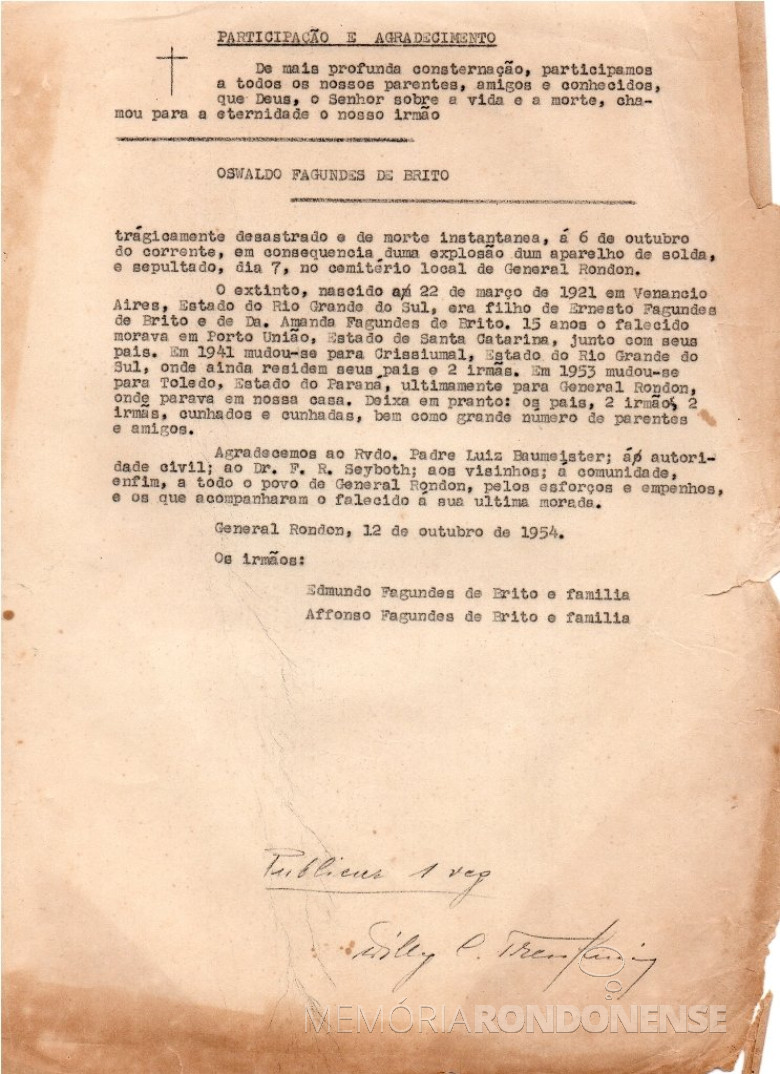 PARTICIPAÇÃO E AGRADECIMENTO
De mais profunda consternação, participamos
a todos os nossos parentes, amigos e conhecidos,
que Deus, o Senhor sobre a vida e a morte, cha-
mou para a eternidade o nosso irmão
OSWALDO FAGUNDES DE BRITO
trágicamente desastrado e de morte instantanea, á 6 de outubro
do corrente, em consequencia duma explosão dum aparelho de solda,
e sepultado, dia 7, no cemitério local de General Rondon.
O extinto, nascido a 22 de março de 1921 em Venancio
Aires, Estado do Rio Grande do Sul, era filho de Ernesto Fagundes
de Brito e de Da. Amanda Fagundes de Brito. 15 anos o falecido
morava em Porto União, Estado de Santa Catarina, junto com seus
pais. Em 1941 mudou-se para Crissiumal, Estado do Rio Grande do
Sul, onde ainda residem seus pais e 2 irmãs. Em 1953 mudou-se
para Toledo, Estado do Paraná, ultimamente para General Rondon,
onde parava em nossa casa. Deixa em pranto: os pais, 2 irmãos, 2
irmãs, cunhados e cunhadas, bem como grande número de parentes
e amigos.
Agradecemos ao Rvdo. Padre Luiz Baumeister; á autori-
dade civil; ao Dr. F. R. Seyboth; aos visinhos; á comunidade,
enfim, a todo o povo de General Rondon, pelos esforços e empenhos,
e os que acompanharam o falecido á sua ultima morada.
General Rondon, 12 de outubro de 1954.
Os irmãos:
Edmundo Fagundes de Brito e familia
Affonso Fagundes de Brito e familia
Publicar 1 vez
Willy C.
MEMÓRIARONDONENSE